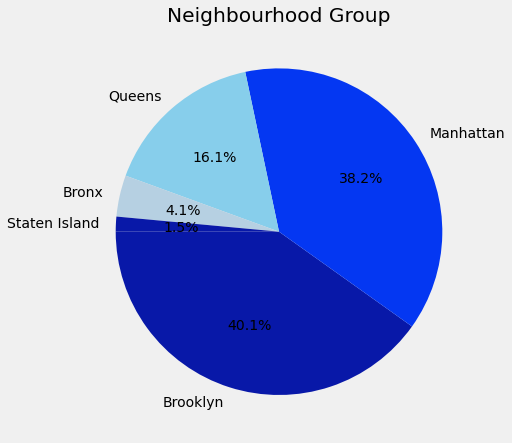 Neighbourhood Group
Queens
Manhattan
16.1%
38.2%
Bronx
4.1%
Staten Island
1.5%
40.1%
Brooklyn